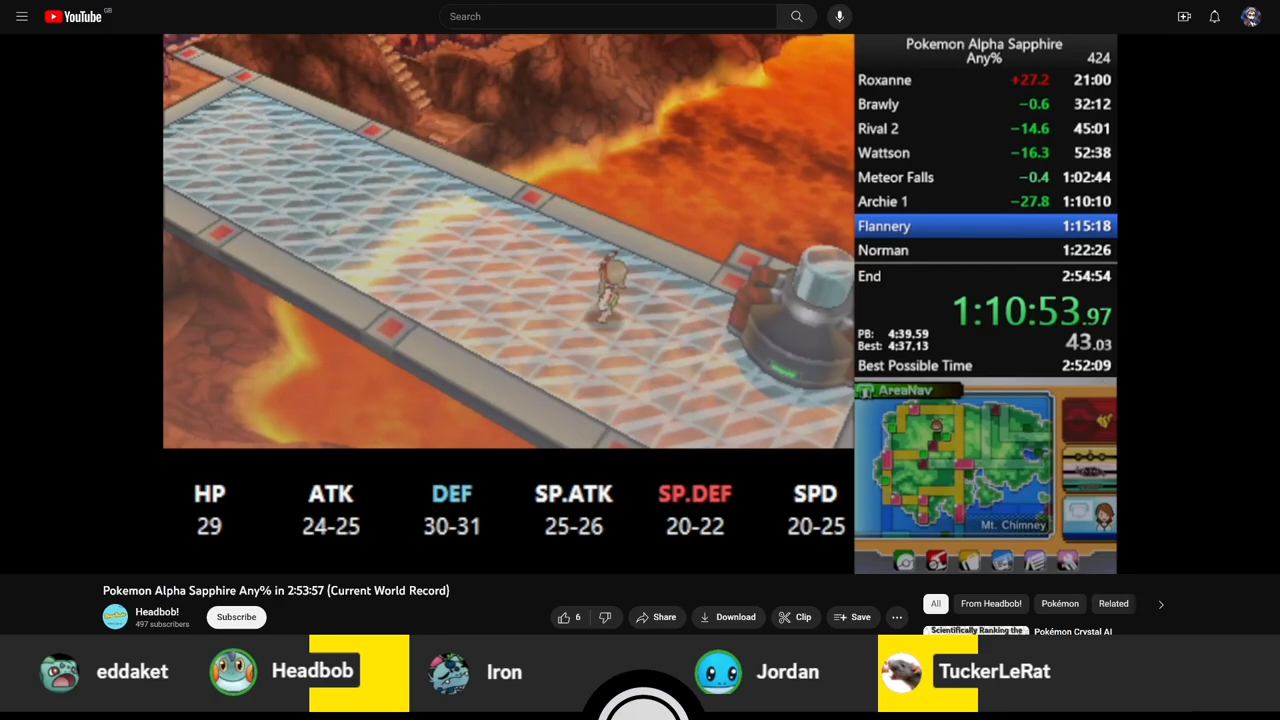 YouTube GB
Search
Pokemon Alpha Sapphire
Any% 424
Roxanne +27.2 21:00
Brawly −0.6 32:12
Rival 2 −14.6 45:01
Wattson −16.3 52:38
Meteor Falls −0.4 1:02:44
Archie 1 −27.8 1:10:10
Flannery 1:15:18
Norman 1:22:26
End 2:54:54
1:10:53.97
PB: 4:39.59
Best: 4:37.13
43.03
Best Possible Time 2:52:09
AreaNav
Mt. Chimney
HP ATK DEF SP.ATK SP.DEF SPD
29 24-25 30-31 25-26 20-22 20-25
Pokemon Alpha Sapphire Any% in 2:53:57 (Current World Record)
Headbob!
497 subscribers
Subscribe
6
Share
Download
Clip
Save
All
From Headbob!
Pokémon
Related
Scientifically Ranking the
Pokémon Crystal AI
eddaket
Headbob
Iron
Jordan
TuckerLeRat